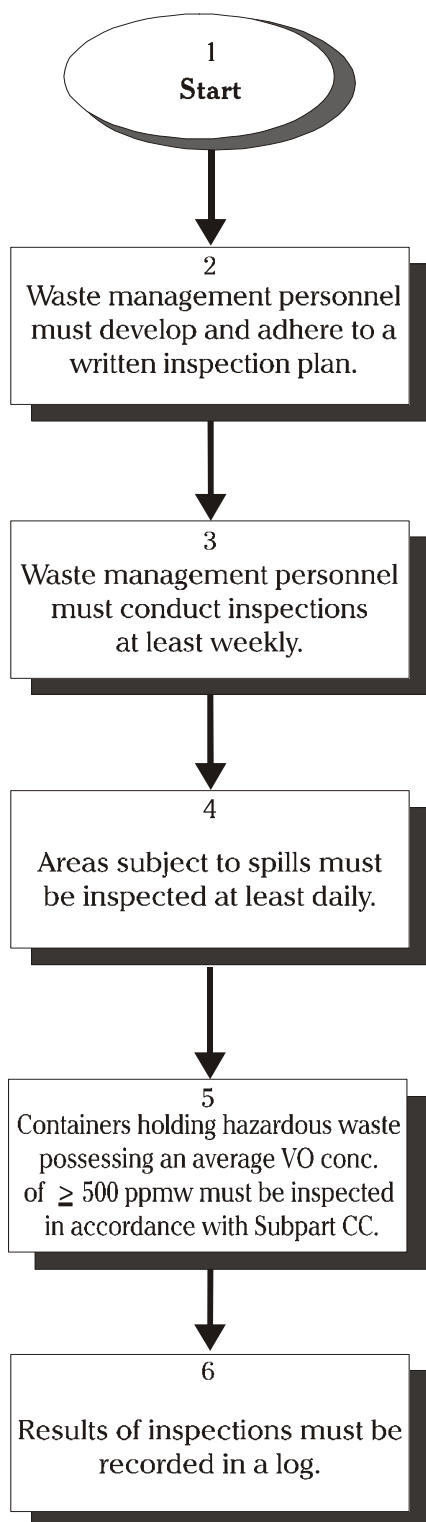 1
Start
2
Waste management personnel
must develop and adhere to a
written inspection plan.
3
Waste management personnel
must conduct inspections
at least weekly.
4
Areas subject to spills must
be inspected at least daily.
5
Containers holding hazardous waste
possessing an average VO conc.
of ≥ 500 ppmw must be inspected
in accordance with Subpart CC.
6
Results of inspections must be
recorded in a log.